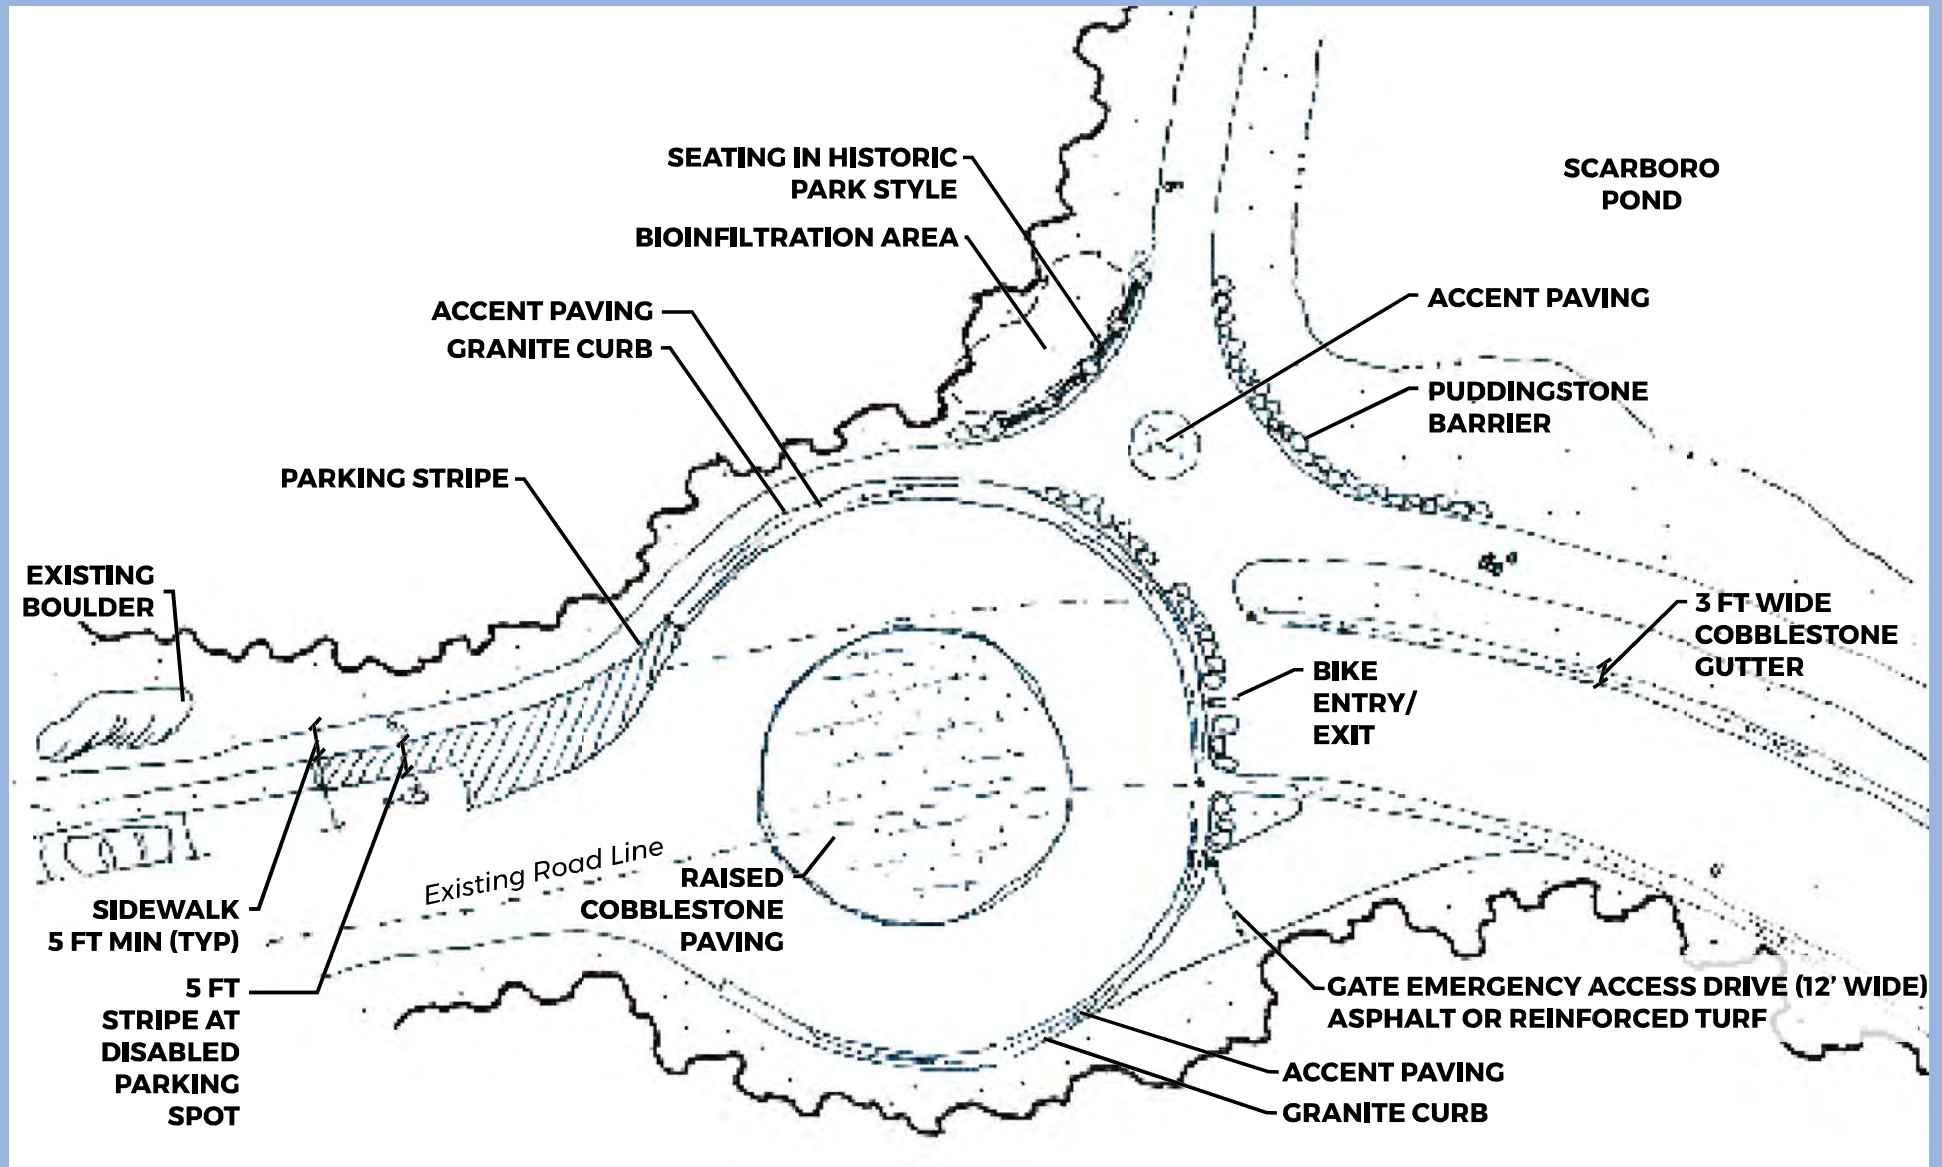 SEATING IN HISTORIC
PARK STYLE
SCARBORO
POND
BIOINFILTRATION AREA
ACCENT PAVING
GRANITE CURB
ACCENT PAVING
PUDDINGSTONE
BARRIER
PARKING STRIPE
EXISTING
BOULDER
3 FT WIDE
COBBLESTONE
GUTTER
BIKE
ENTRY/
EXIT
Existing Road Line
RAISED
COBBLESTONE
PAVING
SIDEWALK
5 FT MIN (TYP)
5 FT
STRIPE AT
DISABLED
PARKING
SPOT
GATE EMERGENCY ACCESS DRIVE (12' WIDE)
ASPHALT OR REINFORCED TURF
ACCENT PAVING
GRANITE CURB